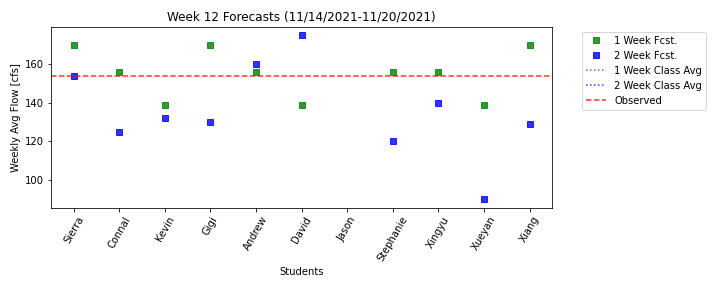 Week 12 Forecasts (11/14/2021-11/20/2021)
Weekly Avg Flow [cfs]
160
140
120
100
Sierra
Connal
Kevin
Gigi
Andrew
David
Jason
Stephanie
Xingyu
Xueyan
Xiang
Students
1 Week Fcst.
2 Week Fcst.
1 Week Class Avg
2 Week Class Avg
Observed